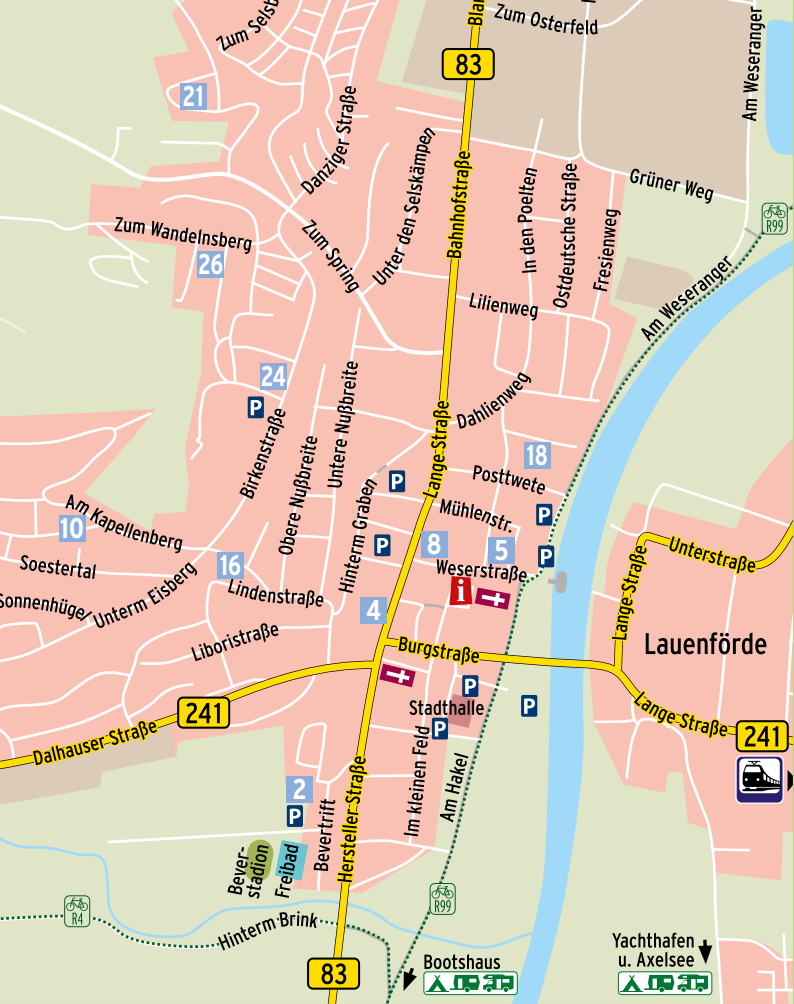 Zum Osterfeld
83
Am Weseranger
21
Danziger Straße
Unter den Selskämpen
Bahnhofstraße
In den Poelten
Ostdeutsche Straße
Fresienweg
Grüner Weg
R99
Zum Wandelnsberg
Zum Spring
26
Lilienweg
Am Weseranger
24
P
Birkenstraße
Obere Nußbreite
Untere Nußbreite
Lange Straße
Dahlienweg
18
Posttwete
P
Mühlenstr.
P
Hinterm Graben
P
8
5
P
Weserstraße
i
Am Kapellenberg
10
Soestertal
Sonnenhüge/
Unterm Eisberg
16
Lindenstraße
Liboristraße
4
Burgstraße
Lange Straße
Unterstraße
Lauenförde
Lange Straße
241
241
Dalhauser Straße
P
Stadthalle
P
P
Im kleinen Feld
Am Hakel
2
P
Bevertrift
Hersteller Straße
Bever-
stadion
Freibad
R4
R99
Hinterm Brink
83
Bootshaus
Yachthafen
u. Axelsee